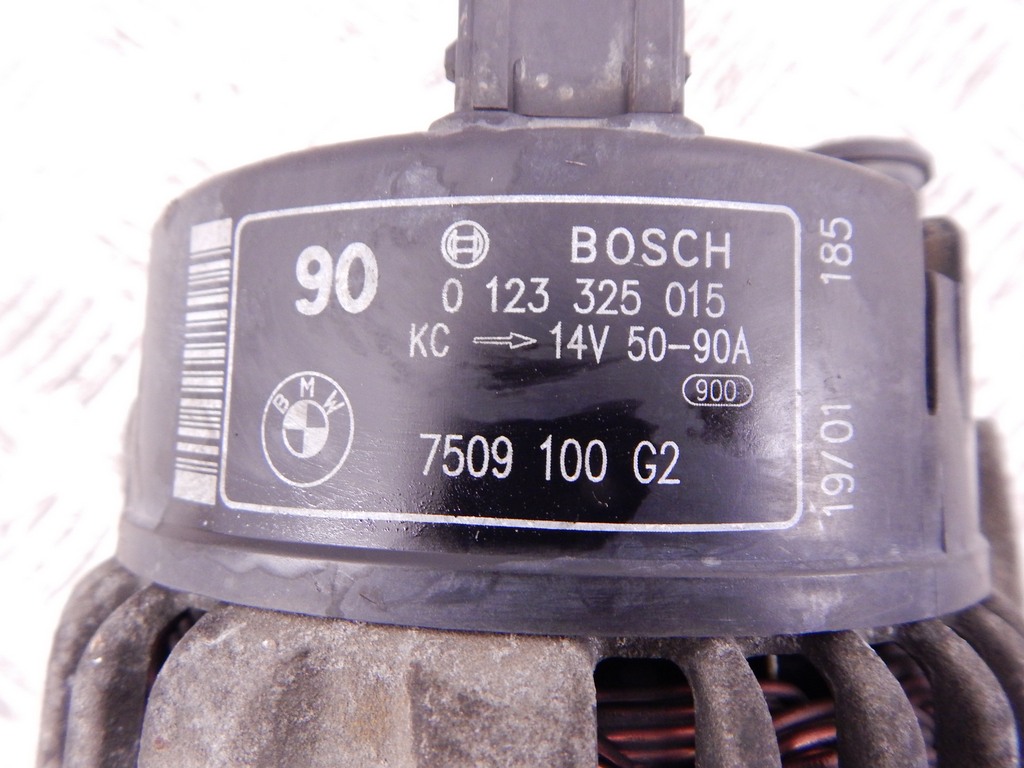 90
BOSCH
0 123 325 015
KC → 14V 50-90A
900
BMW
7509 100 G2
19/01 185